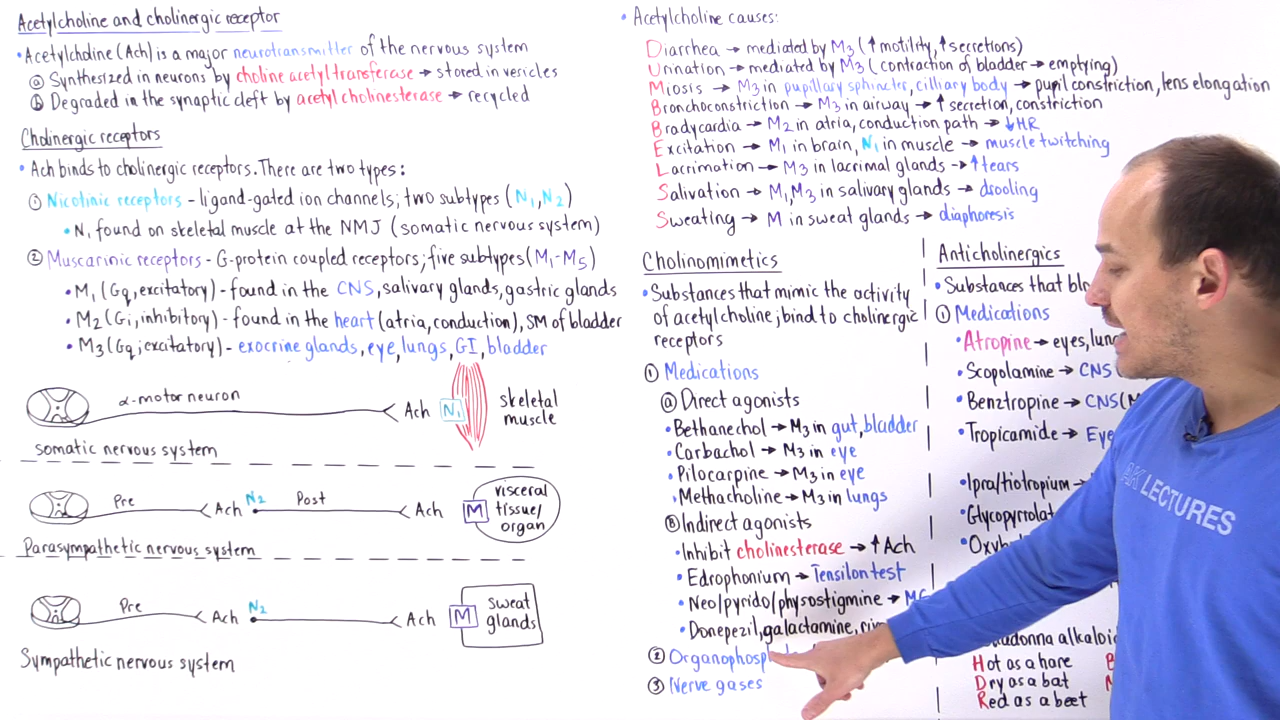 Acetylcholine and cholinergic receptor
• Acetylcholine (Ach) is a major neurotransmitter of the nervous system
ⓐ Synthesized in neurons by choline acetyltransferase → stored in vesicles
ⓑ Degraded in the synaptic cleft by acetyl cholinesterase → recycled
Cholinergic receptors
• Ach binds to cholinergic receptors. There are two types:
① Nicotinic receptors - ligand-gated ion channels; two subtypes (N₁, N₂)
• N₁ found on skeletal muscle at the NMJ (somatic nervous system)
② Muscarinic receptors - G-protein coupled receptors; five subtypes (M₁-M₅)
• M₁ (Gq, excitatory) - found in the CNS, salivary glands, gastric glands
• M₂ (Gi, inhibitory) - found in the heart (atria, conduction), SM of bladder
• M₃ (Gq; excitatory) - exocrine glands, eye, lungs, GI, bladder
α-motor neuron Ach N₁ skeletal muscle
somatic nervous system
Pre Ach N₂ Post Ach M visceral tissue/ organ
Parasympathetic nervous system
Pre Ach N₂ Ach M sweat glands
Sympathetic nervous system
• Acetylcholine causes:
Diarrhea → mediated by M₃ (↑ motility, ↑ secretions)
Urination → mediated by M₃ (contraction of bladder → emptying)
Miosis → M₃ in pupillary sphincter, cilliary body → pupil constriction, lens elongation
Bronchoconstriction → M₃ in airway → ↑ secretion, constriction
Bradycardia → M₂ in atria, conduction path → ↓HR
Excitation → M₁ in brain, N₁ in muscle → muscle twitching
Lacrimation → M₃ in lacrimal glands → ↑ tears
Salivation → M₁, M₃ in salivary glands → drooling
Sweating → M in sweat glands → diaphoresis
Cholinomimetics
• Substances that mimic the activity
of acetylcholine; bind to cholinergic
receptors
① Medications
ⓐ Direct agonists
• Bethanechol → M₃ in gut, bladder
• Carbachol → M₃ in eye
• Pilocarpine → M₃ in eye
• Methacholine → M₃ in lungs
ⓑ Indirect agonists
• Inhibit cholinesterase → ↑ Ach
• Edrophonium → Tensilon test
• Neo/pyrido/physostigmine →
• Donepezil, galactamine,
②
③ Nerve gases
Anticholinergics
• Substances that
① Medications
• Atropine → eyes,
• Scopolamine → CNS
• Benztropine → CNS
• Tropicamide → Eye
• Ipra/tiotropium →
alkaloid
Hot as a hare
Dry as a bat
Red as a beet
AK LECTURES